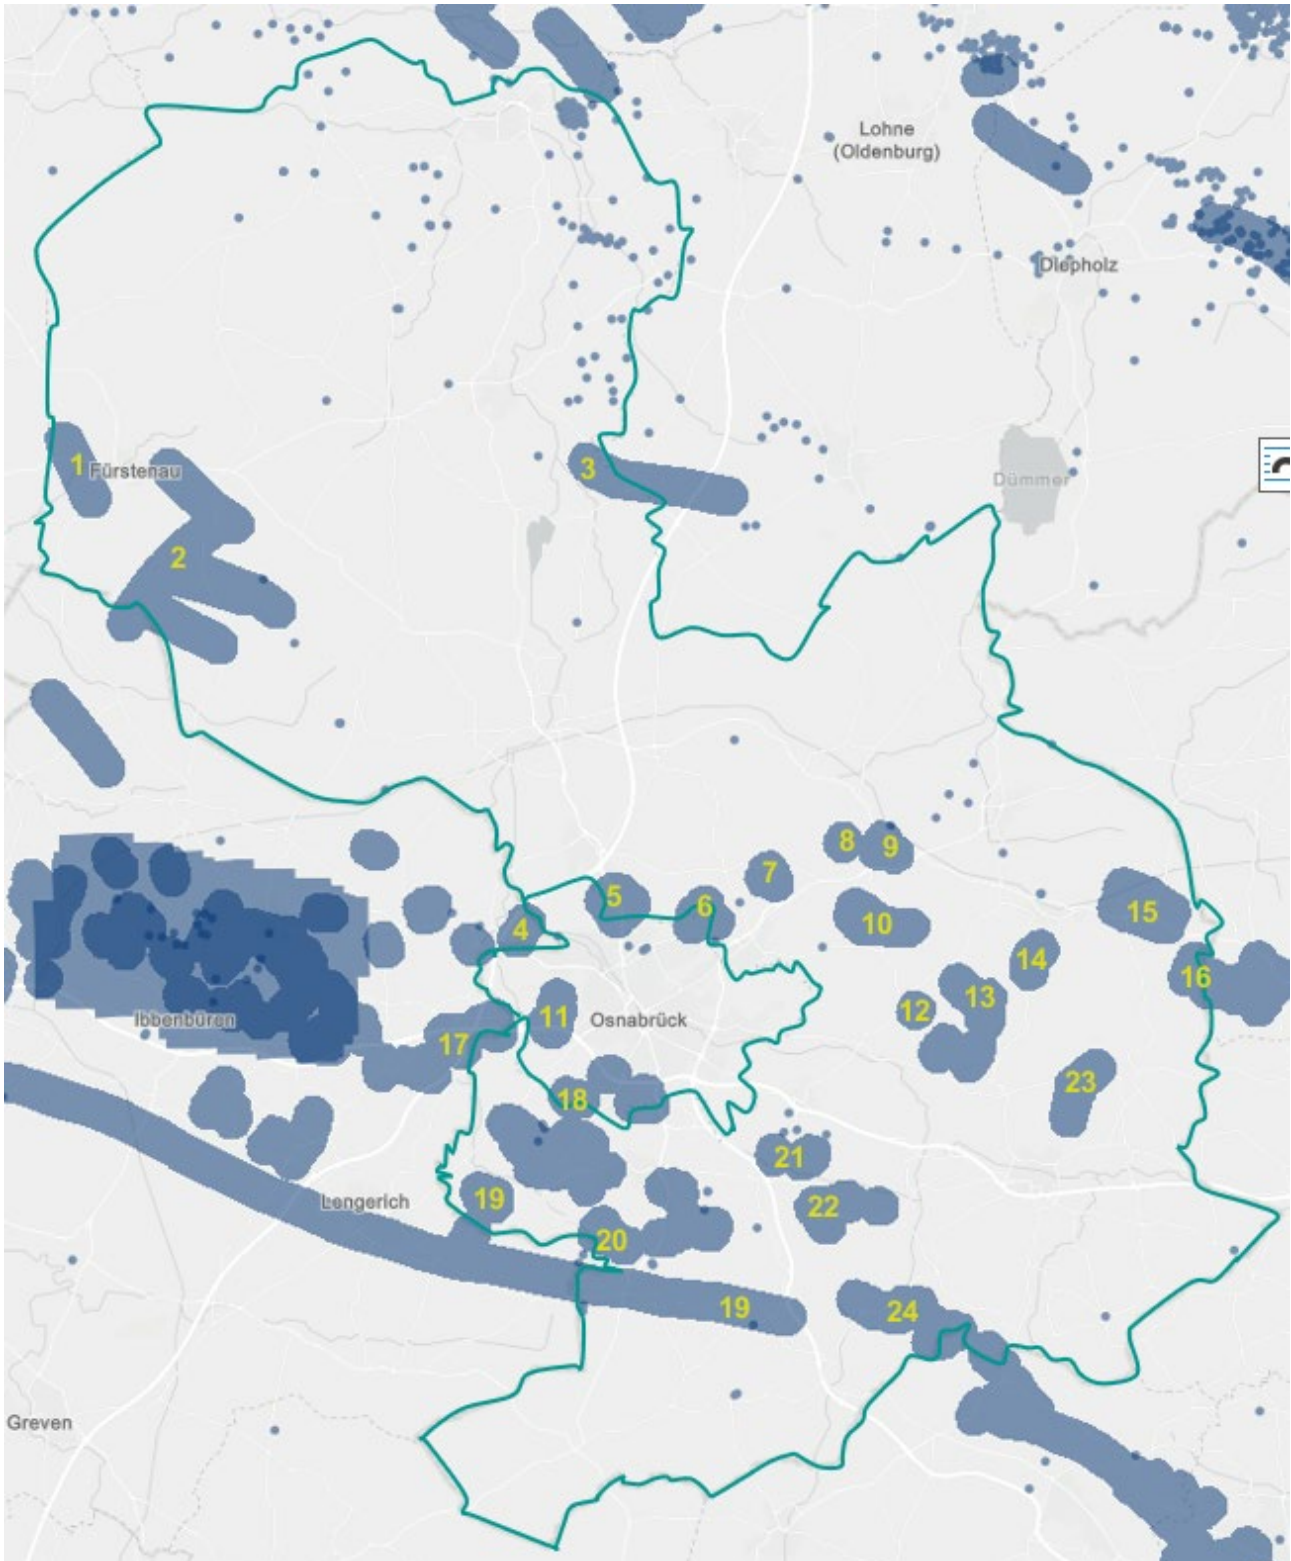 Lohne
(Oldenburg)
Diepholz
1
Fürstenau
3
Dümmer
2
8
9
7
5
6
4
10
15
14
16
13
12
11
Osnabrück
Ibbenbüren
17
23
18
21
19
Lengerich
22
20
19
24
Greven